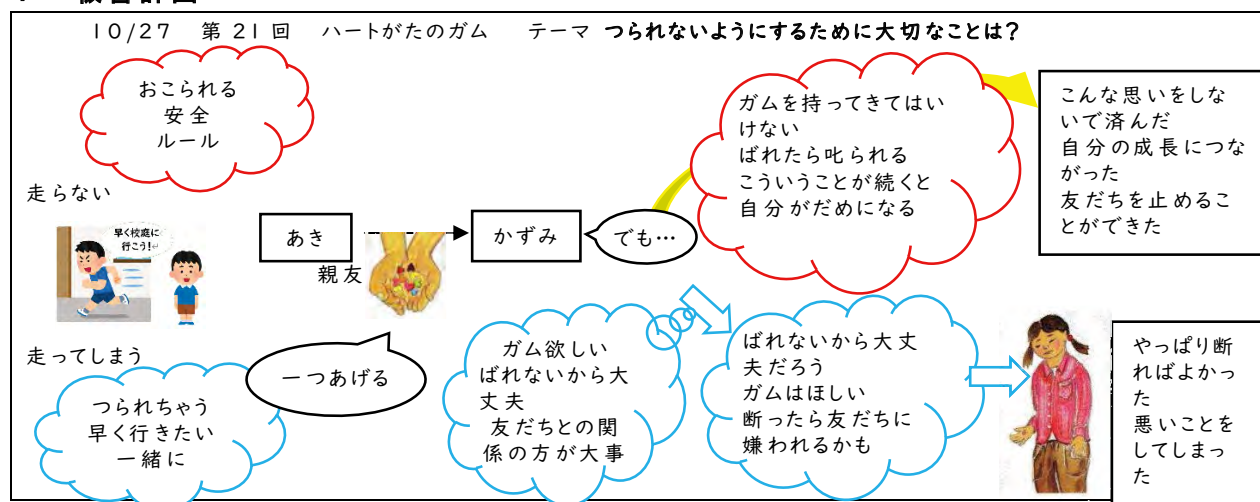 10/27 第21回 ハートがたのガム テーマ つられないようにするために大切なことは?
おこられる
安全
ルール
走らない
早く校庭に
行こう!
走ってしまう
つられちゃう
早く行きたい
一緒に
あき
親友
一つあげる
かずみ
でも…
ガムを持ってきてはい
けない
ばれたら叱られる
こういうことが続くと
自分がだめになる
こんな思いをしな
いで済んだ
自分の成長につな
がった
友だちを止めるこ
とができた
ガム欲しい
ばれないから大
丈夫
友だちとの関
係の方が大事
ばれないから大丈
夫だろう
ガムはほしい
断ったら友だちに
嫌われるかも
やっぱり断
ればよかっ
た
悪いことを
してしまっ
た